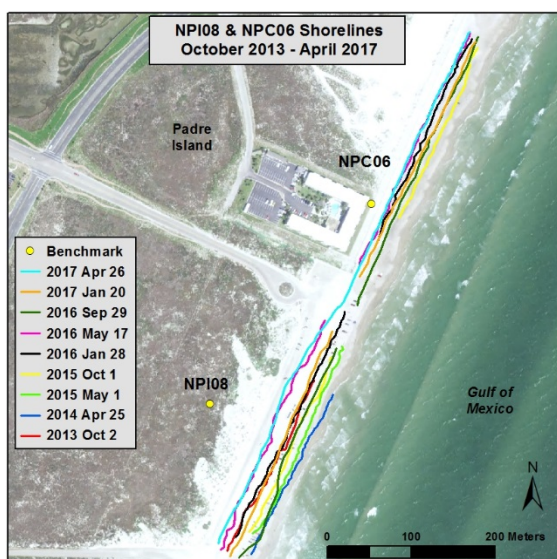 NPI08 & NPC06 Shorelines
October 2013 - April 2017
Padre
Island
NPC06
Benchmark
2017 Apr 26
2017 Jan 20
2016 Sep 29
2016 May 17
2016 Jan 28
2015 Oct 1
2015 May 1
2014 Apr 25
2013 Oct 2
NPI08
Gulf of
Mexico
N
0 100 200 Meters